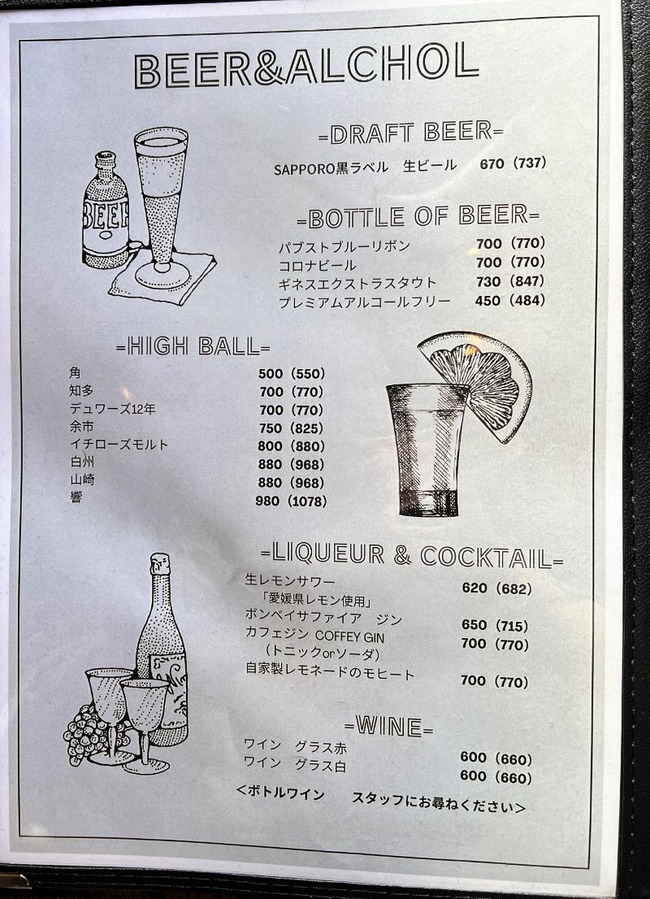 BEER&ALCHOL
BEER
-DRAFT BEER-
SAPPORO黒ラベル　生ビール 670（737）
-BOTTLE OF BEER-
パブストブルーリボン 700（770）
コロナビール 700（770）
ギネスエクストラスタウト 730（847）
プレミアムアルコールフリー 450（484）
-HIGH BALL-
角 500（550）
知多 700（770）
デュワーズ12年 700（770）
余市 750（825）
イチローズモルト 800（880）
白州 880（968）
山崎 880（968）
響 980（1078）
-LIQUEUR & COCKTAIL-
生レモンサワー 620（682）
「愛媛県レモン使用」
ボンベイサファイア　ジン 650（715）
カフェジン COFFEY GIN 700（770）
（トニックorソーダ）
自家製レモネードのモヒート 700（770）
-WINE-
ワイン　グラス赤 600（660）
ワイン　グラス白 600（660）
＜ボトルワイン　　スタッフにお尋ねください＞